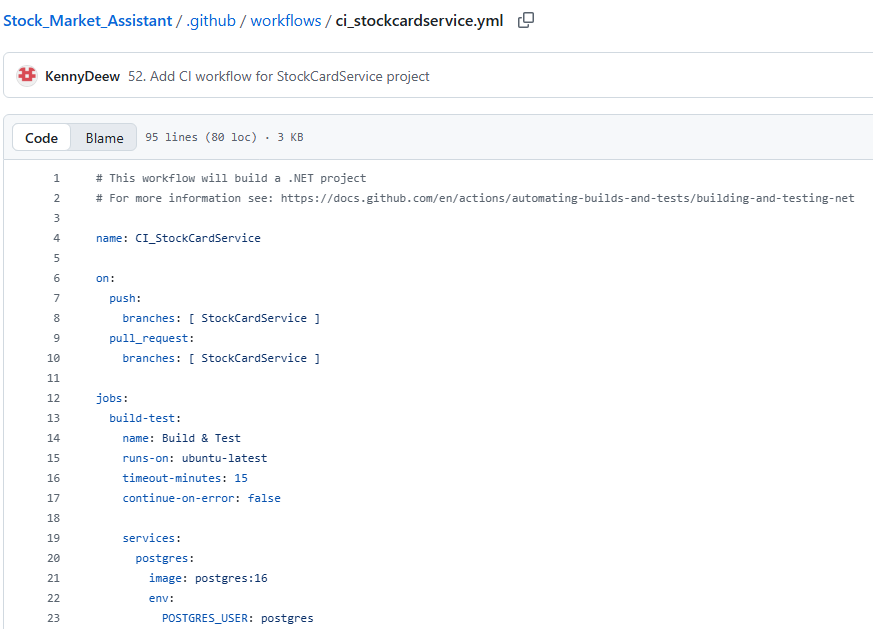 Stock_Market_Assistant / .github / workflows / ci_stockcardservice.yml
KennyDeew 52. Add CI workflow for StockCardService project
Code Blame 95 lines (80 loc) · 3 KB
1 # This workflow will build a .NET project
2 # For more information see: https://docs.github.com/en/actions/automating-builds-and-tests/building-and-testing-net
3
4 name: CI_StockCardService
5
6 on:
7   push:
8     branches: [ StockCardService ]
9   pull_request:
10     branches: [ StockCardService ]
11
12 jobs:
13   build-test:
14     name: Build & Test
15     runs-on: ubuntu-latest
16     timeout-minutes: 15
17     continue-on-error: false
18
19     services:
20       postgres:
21         image: postgres:16
22         env:
23           POSTGRES_USER: postgres